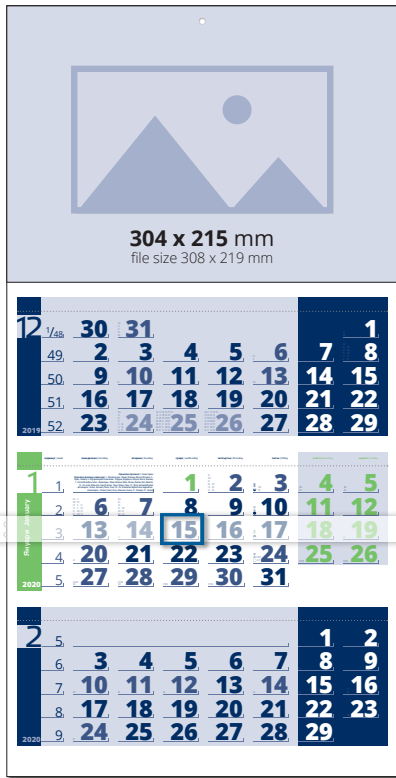 304 x 215 mm
file size 308 x 219 mm
12 1/48 30 31 1
49 2 3 4 5 6 7 8
50 9 10 11 12 13 14 15
51 16 17 18 19 20 21 22
2019 52 23 24 25 26 27 28 29
1 1 1 2 3 4 5
2 6 7 8 9 10 11 12
January 3 13 14 15 16 17 18 19
4 20 21 22 23 24 25 26
2020 5 27 28 29 30 31
2 5 1 2
6 3 4 5 6 7 8 9
7 10 11 12 13 14 15 16
8 17 18 19 20 21 22 23
2020 9 24 25 26 27 28 29